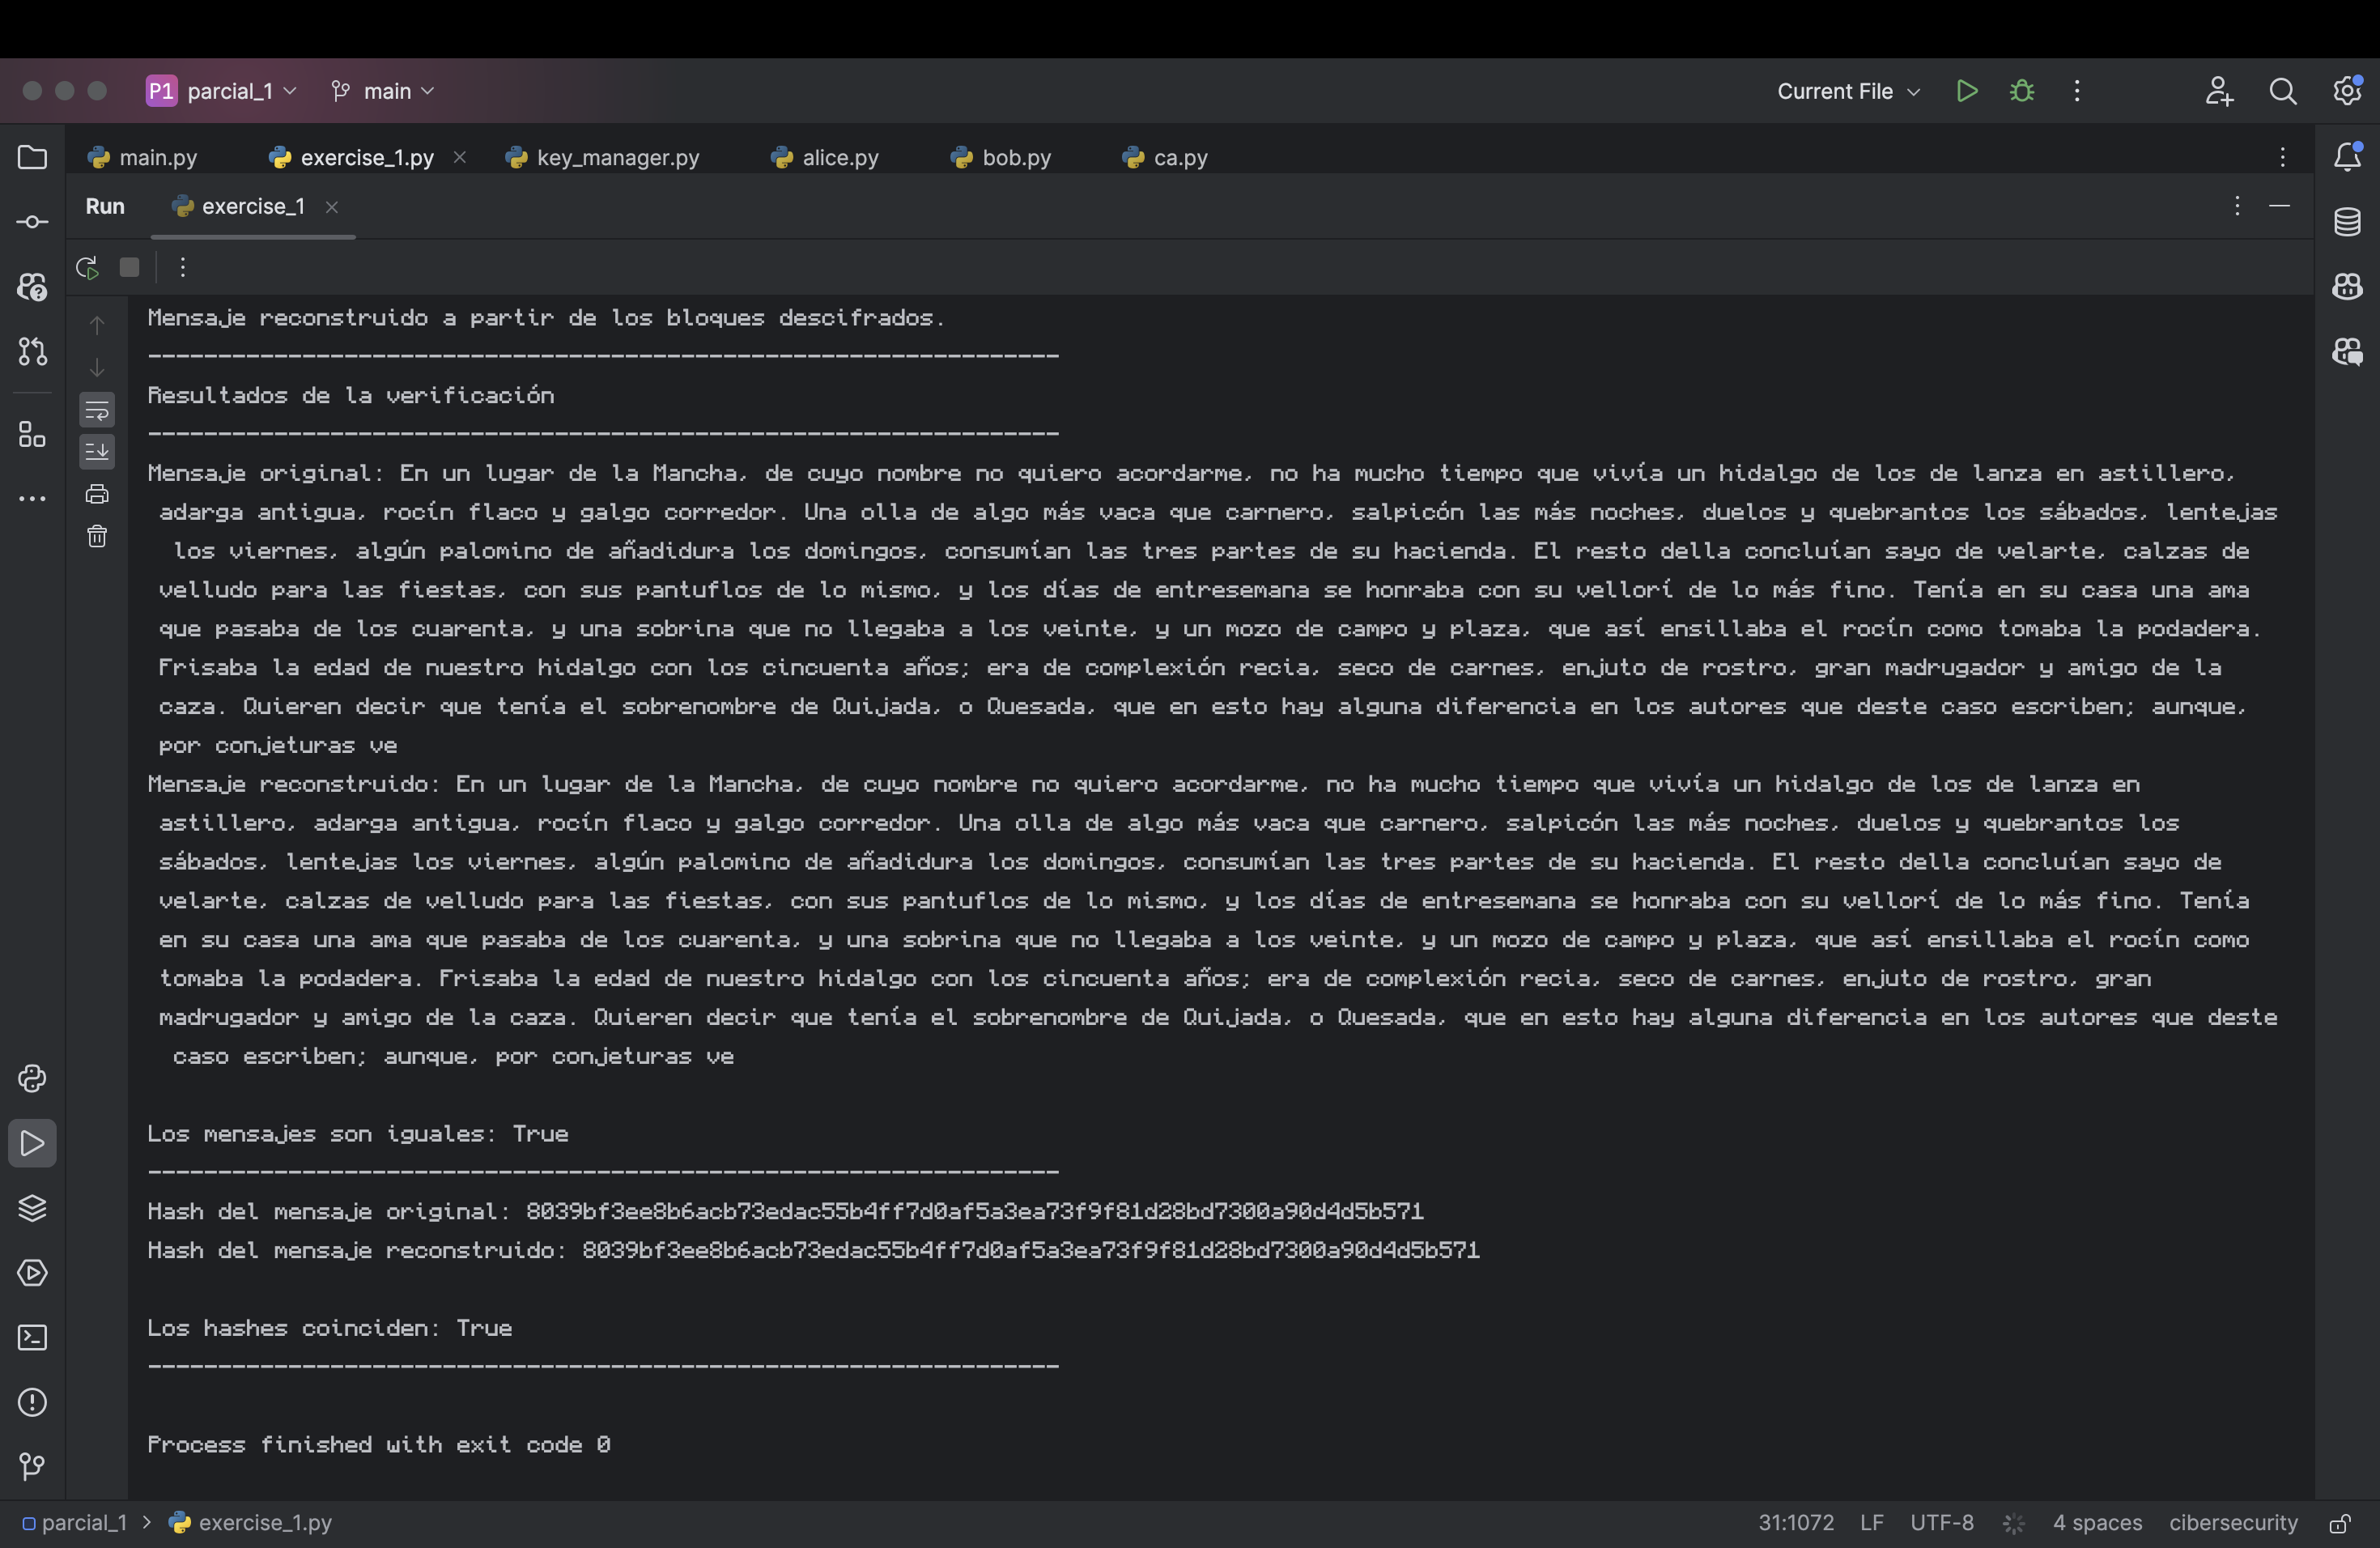 P1 parcial_1 main Current File
main.py exercise_1.py key_manager.py alice.py bob.py ca.py
Run exercise_1
Mensaje reconstruido a partir de los bloques descifrados.
-----------------------------------------------------------------
Resultados de la verificación
-----------------------------------------------------------------
Mensaje original: En un lugar de la Mancha, de cuyo nombre no quiero acordarme, no ha mucho tiempo que vivía un hidalgo de los de lanza en astillero,
adarga antigua, rocín flaco y galgo corredor. Una olla de algo más vaca que carnero, salpicón las más noches, duelos y quebrantos los sábados, lentejas
los viernes, algún palomino de añadidura los domingos, consumían las tres partes de su hacienda. El resto della concluían sayo de velarte, calzas de
velludo para las fiestas, con sus pantuflos de lo mismo, y los días de entresemana se honraba con su vellorí de lo más fino. Tenía en su casa una ama
que pasaba de los cuarenta, y una sobrina que no llegaba a los veinte, y un mozo de campo y plaza, que así ensillaba el rocín como tomaba la podadera.
Frisaba la edad de nuestro hidalgo con los cincuenta años; era de complexión recia, seco de carnes, enjuto de rostro, gran madrugador y amigo de la
caza. Quieren decir que tenía el sobrenombre de Quijada, o Quesada, que en esto hay alguna diferencia en los autores que deste caso escriben; aunque,
por conjeturas ve
Mensaje reconstruido: En un lugar de la Mancha, de cuyo nombre no quiero acordarme, no ha mucho tiempo que vivía un hidalgo de los de lanza en
astillero, adarga antigua, rocín flaco y galgo corredor. Una olla de algo más vaca que carnero, salpicón las más noches, duelos y quebrantos los
sábados, lentejas los viernes, algún palomino de añadidura los domingos, consumían las tres partes de su hacienda. El resto della concluían sayo de
velarte, calzas de velludo para las fiestas, con sus pantuflos de lo mismo, y los días de entresemana se honraba con su vellorí de lo más fino. Tenía
en su casa una ama que pasaba de los cuarenta, y una sobrina que no llegaba a los veinte, y un mozo de campo y plaza, que así ensillaba el rocín como
tomaba la podadera. Frisaba la edad de nuestro hidalgo con los cincuenta años; era de complexión recia, seco de carnes, enjuto de rostro, gran
madrugador y amigo de la caza. Quieren decir que tenía el sobrenombre de Quijada, o Quesada, que en esto hay alguna diferencia en los autores que deste
caso escriben; aunque, por conjeturas ve
Los mensajes son iguales: True
-----------------------------------------------------------------
Hash del mensaje original: 8039bf3ee8b6acb73edac55b4ff7d0af5a3ea73f9f81d28bd7300a90d4d5b571
Hash del mensaje reconstruido: 8039bf3ee8b6acb73edac55b4ff7d0af5a3ea73f9f81d28bd7300a90d4d5b571
Los hashes coinciden: True
-----------------------------------------------------------------
Process finished with exit code 0
parcial_1 > exercise_1.py 31:1072 LF UTF-8 4 spaces cibersecurity